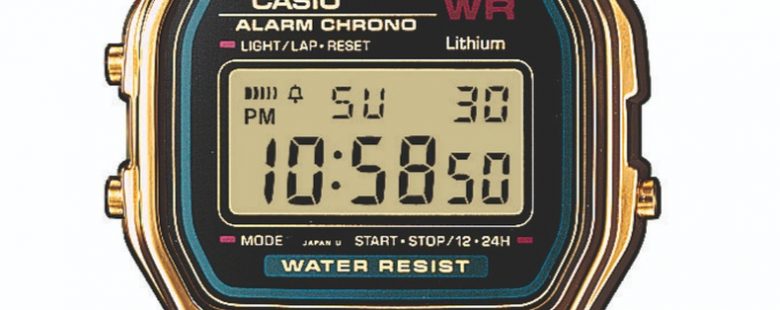 CASIO WR
ALARM CHRONO
LIGHT/LAP•RESET Lithium
SU 30
PM
10:58 50
MODE JAPAN U START•STOP/12•24H
WATER RESIST